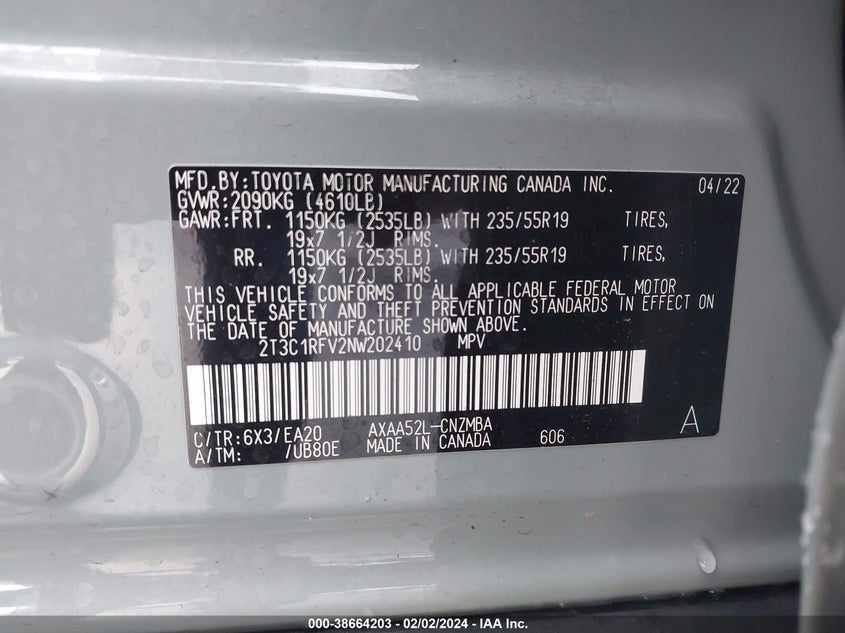 MFD.BY:TOYOTA MOTOR MANUFACTURING CANADA INC. 04/22
GVWR:2090KG (4610LB)
GAWR:FRT. 1150KG (2535LB) WITH 235/55R19 TIRES,
19x7 1/2J RIMS.
RR. 1150KG (2535LB) WITH 235/55R19 TIRES,
19x7 1/2J RIMS.
THIS VEHICLE CONFORMS TO ALL APPLICABLE FEDERAL MOTOR
VEHICLE SAFETY AND THEFT PREVENTION STANDARDS IN EFFECT ON
THE DATE OF MANUFACTURE SHOWN ABOVE.
2T3C1RFV2NW202410 MPV
C/TR:6X3/EA20 AXAA52L-CNZMBA
A/TM: /UB80E MADE IN CANADA 606 A
000-38664203 - 02/02/2024 - IAA Inc.